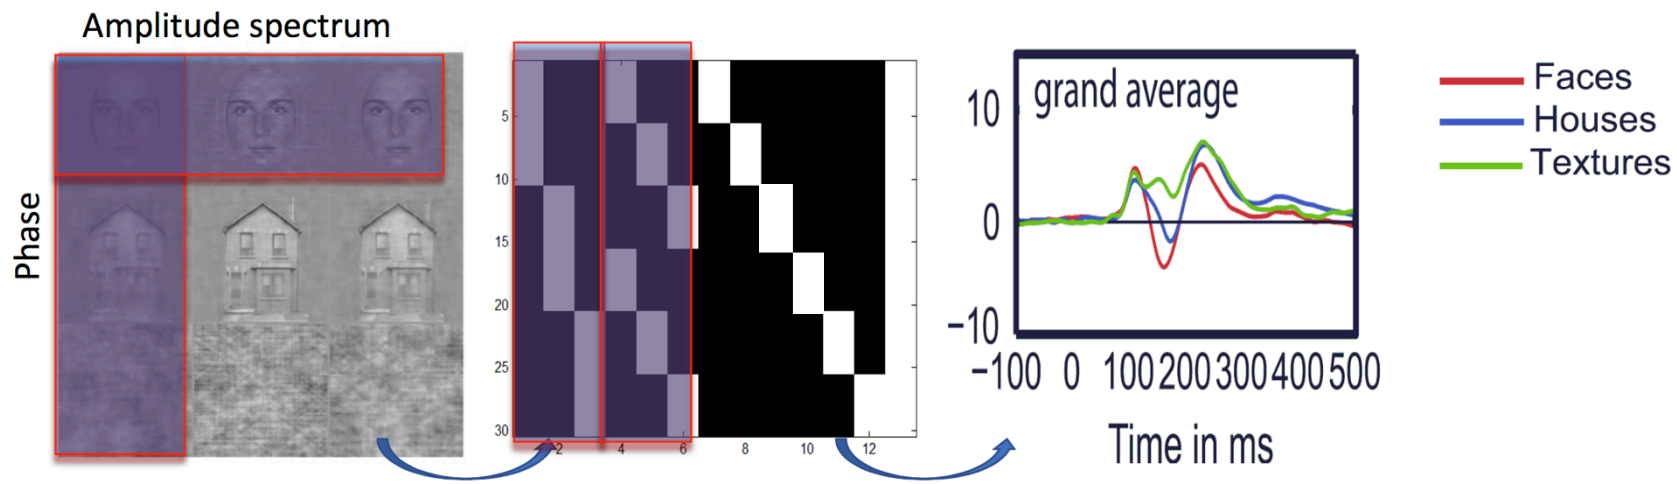 Amplitude spectrum
Phase
5
10
15
20
25
30
2
4
6
8
10
12
grand average
10
0
−10
−100 0 100 200 300 400 500
Time in ms
Faces
Houses
Textures